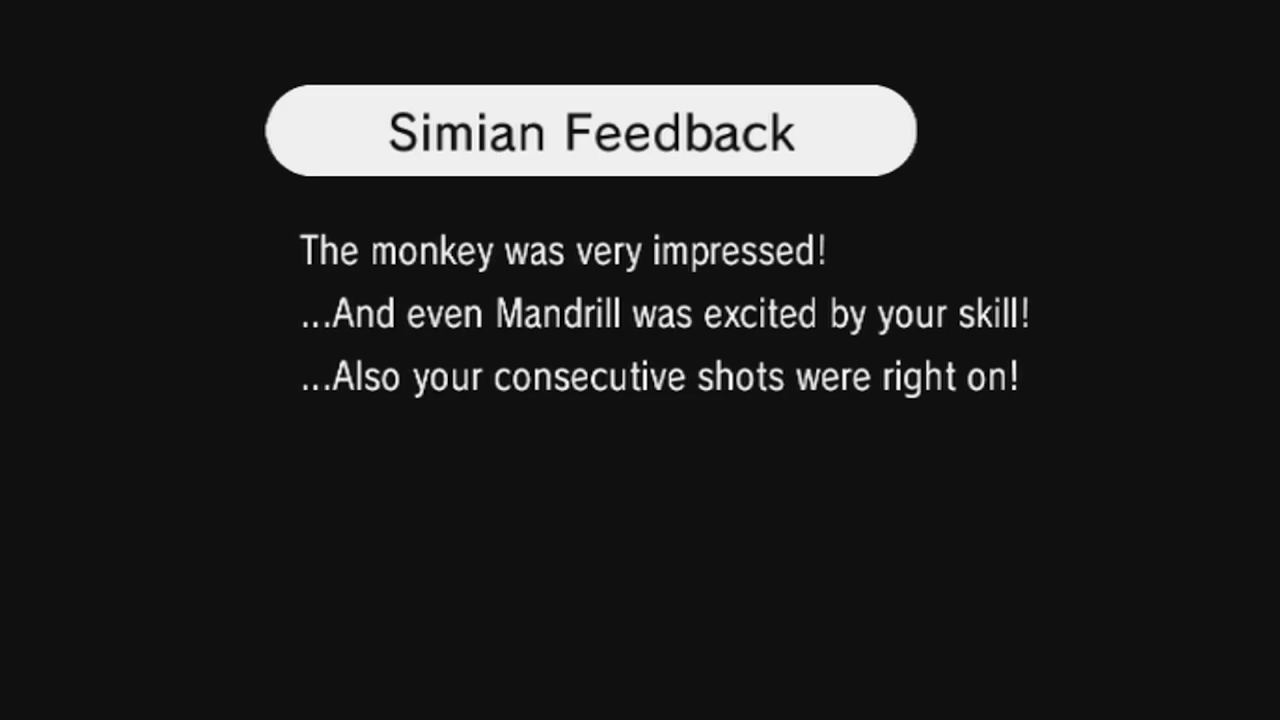 Simian Feedback
The monkey was very impressed!
...And even Mandrill was excited by your skill!
...Also your consecutive shots were right on!